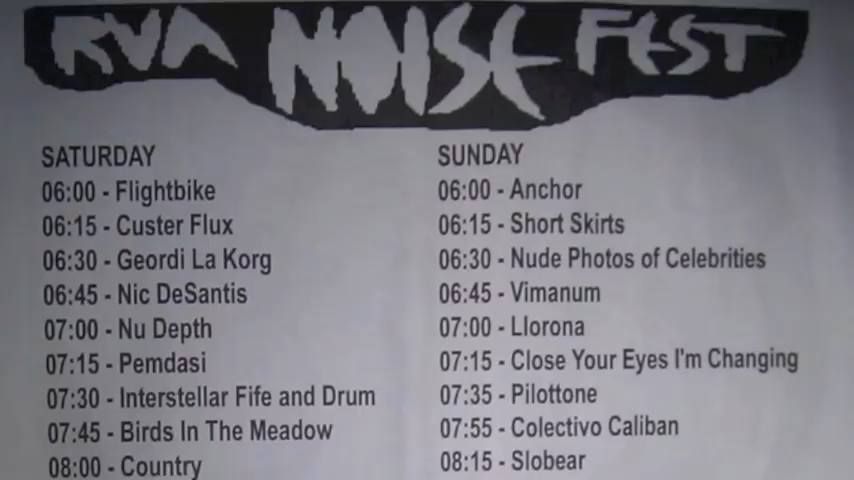 RVA NOISE FEST
SATURDAY
06:00 - Flightbike
06:15 - Custer Flux
06:30 - Geordi La Korg
06:45 - Nic DeSantis
07:00 - Nu Depth
07:15 - Pemdasi
07:30 - Interstellar Fife and Drum
07:45 - Birds In The Meadow
08:00 - Country
SUNDAY
06:00 - Anchor
06:15 - Short Skirts
06:30 - Nude Photos of Celebrities
06:45 - Vimanum
07:00 - Llorona
07:15 - Close Your Eyes I'm Changing
07:35 - Pilottone
07:55 - Colectivo Caliban
08:15 - Slobear